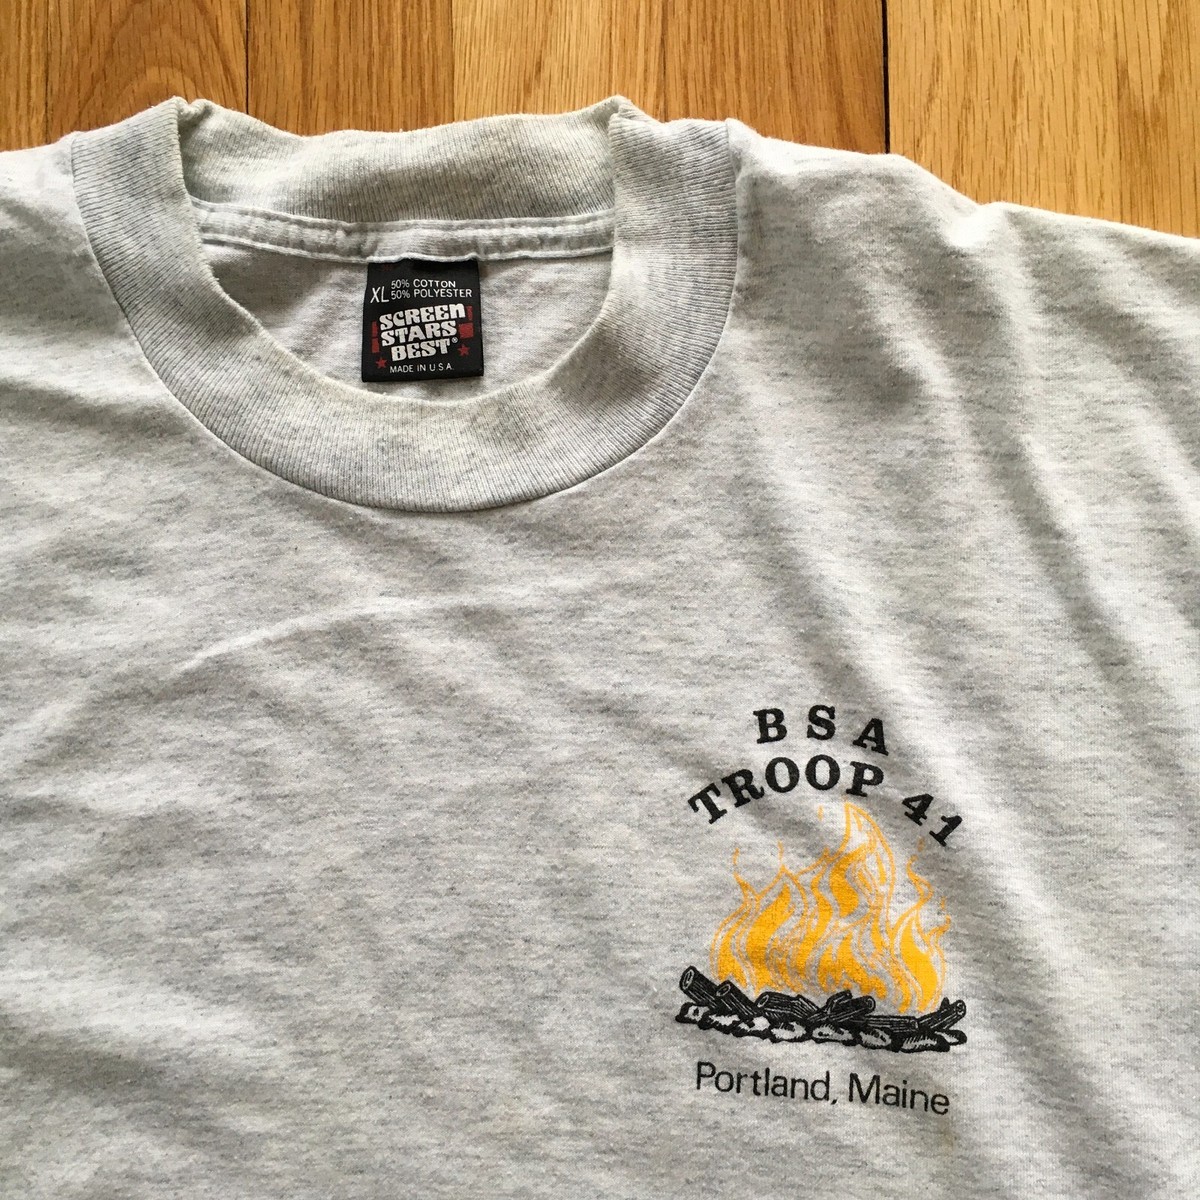 XL 50% COTTON
50% POLYESTER
SCREEN
STARS
BEST®
MADE IN U.S.A.
BSA
TROOP 41
Portland, Maine